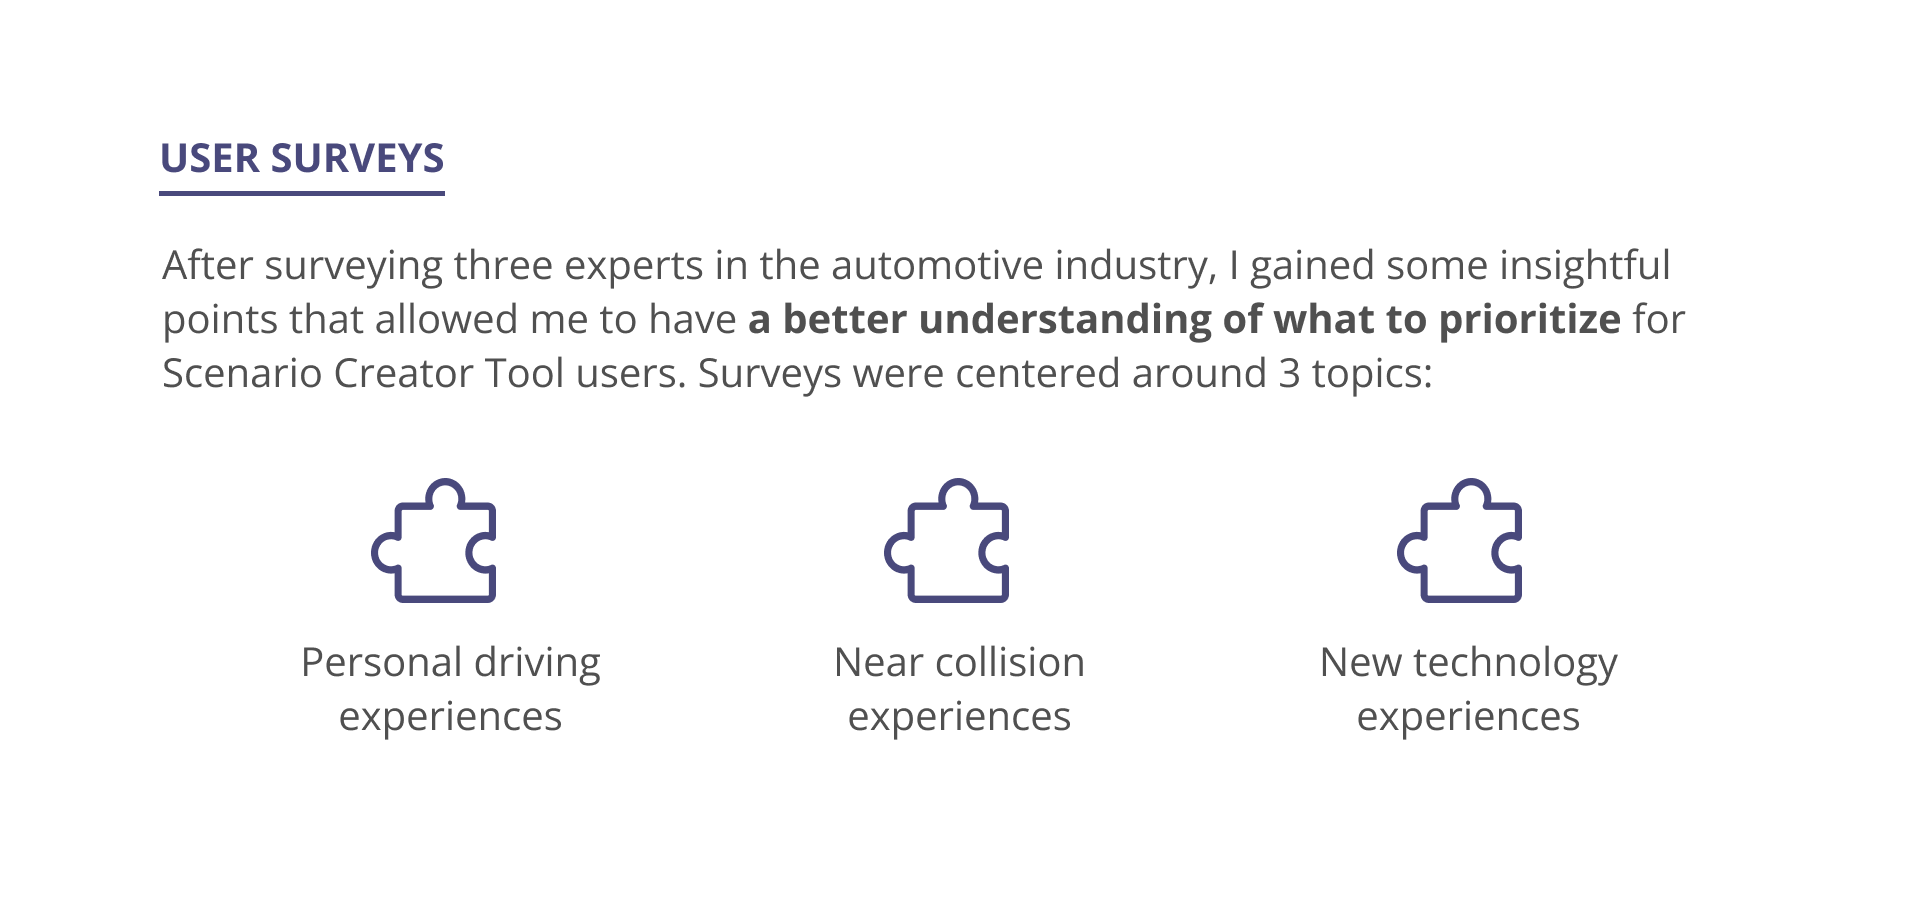 USER SURVEYS
After surveying three experts in the automotive industry, I gained some insightful
points that allowed me to have a better understanding of what to prioritize for
Scenario Creator Tool users. Surveys were centered around 3 topics:
Personal driving
experiences
Near collision
experiences
New technology
experiences